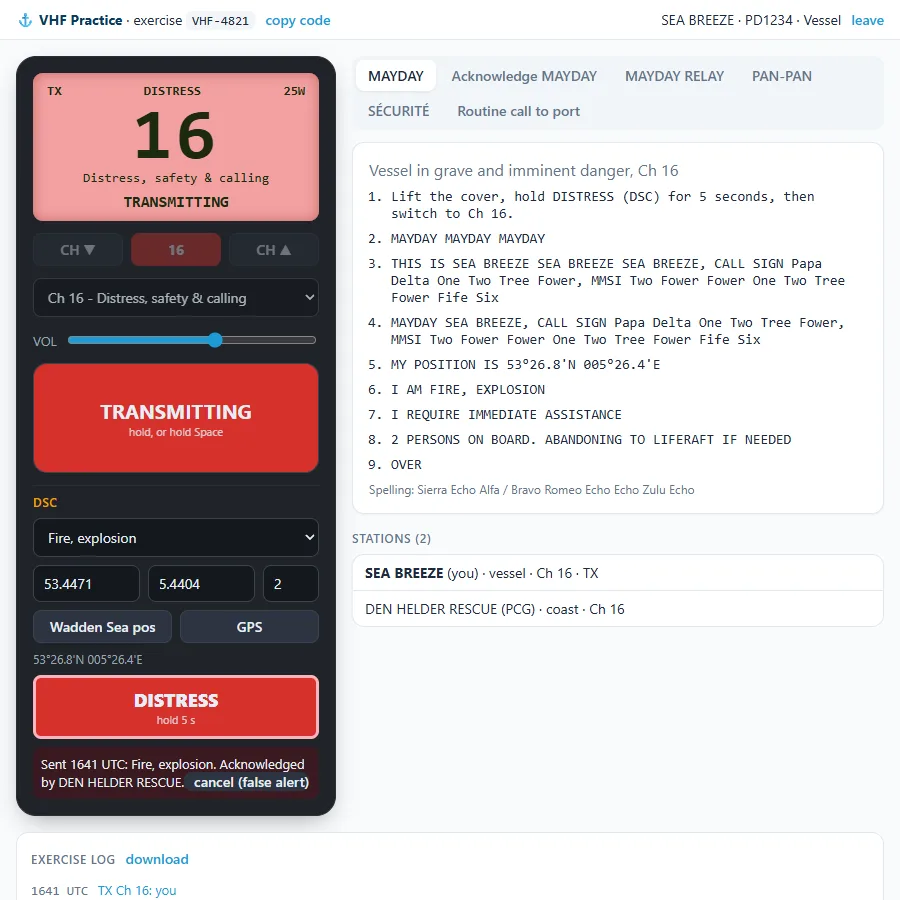 VHF Practice · exercise VHF-4821 copy code
SEA BREEZE · PD1234 · Vessel leave
TX DISTRESS 25W
16
Distress, safety & calling
TRANSMITTING
CH ▼ 16 CH ▲
Ch 16 - Distress, safety & calling
VOL
TRANSMITTING
hold, or hold Space
DSC
Fire, explosion
53.4471 5.4404 2
Wadden Sea pos GPS
53°26.8'N 005°26.4'E
DISTRESS
hold 5 s
Sent 1641 UTC: Fire, explosion. Acknowledged
by DEN HELDER RESCUE. cancel (false alert)
MAYDAY Acknowledge MAYDAY MAYDAY RELAY PAN-PAN
SÉCURITÉ Routine call to port
Vessel in grave and imminent danger, Ch 16
1. Lift the cover, hold DISTRESS (DSC) for 5 seconds, then
switch to Ch 16.
2. MAYDAY MAYDAY MAYDAY
3. THIS IS SEA BREEZE SEA BREEZE SEA BREEZE, CALL SIGN Papa
Delta One Two Tree Fower, MMSI Two Fower Fower One Two Tree
Fower Fife Six
4. MAYDAY SEA BREEZE, CALL SIGN Papa Delta One Two Tree Fower,
MMSI Two Fower Fower One Two Tree Fower Fife Six
5. MY POSITION IS 53°26.8'N 005°26.4'E
6. I AM FIRE, EXPLOSION
7. I REQUIRE IMMEDIATE ASSISTANCE
8. 2 PERSONS ON BOARD. ABANDONING TO LIFERAFT IF NEEDED
9. OVER
Spelling: Sierra Echo Alfa / Bravo Romeo Echo Echo Zulu Echo
STATIONS (2)
SEA BREEZE (you) · vessel · Ch 16 · TX
DEN HELDER RESCUE (PCG) · coast · Ch 16
EXERCISE LOG download
1641 UTC TX Ch 16: you